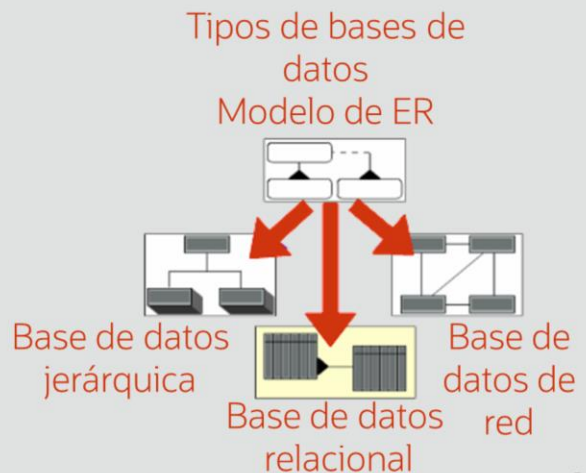 Tipos de bases de
datos
Modelo de ER
Base de datos
jerárquica
Base de datos
relacional
Base de
datos de
red